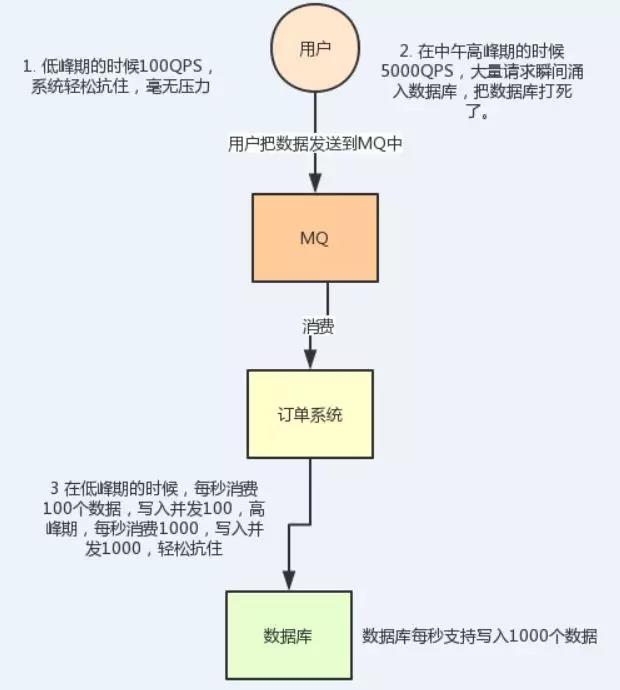 用户
1. 低峰期的时候100QPS，
系统轻松抗住，毫无压力
2. 在中午高峰期的时候
5000QPS，大量请求瞬间涌
入数据库，把数据库打死
了。
用户把数据发送到MQ中
MQ
消费
订单系统
3 在低峰期的时候，每秒消费
100个数据，写入并发100，高
峰期，每秒消费1000，写入并
发1000，轻松抗住
数据库
数据库每秒支持写入1000个数据